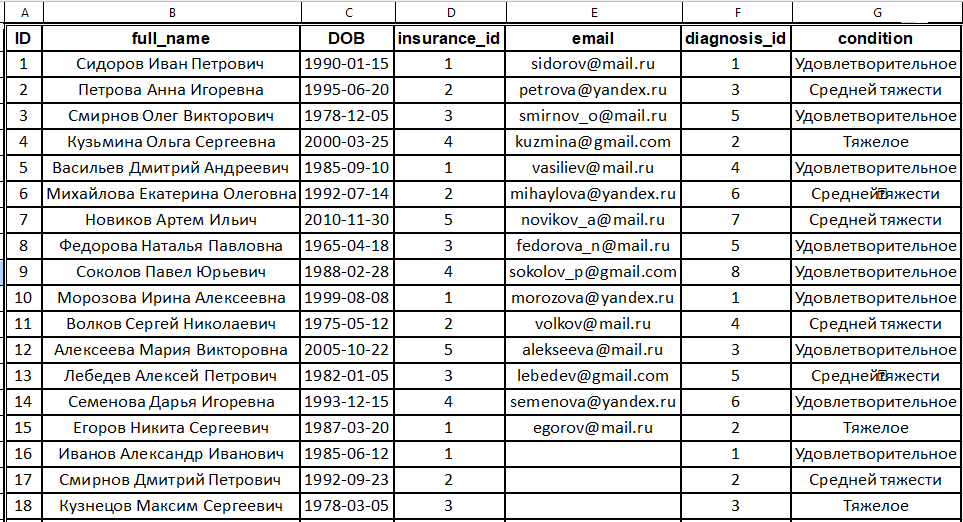 A B C D E F G
ID full_name DOB insurance_id email diagnosis_id condition
1 Сидоров Иван Петрович 1990-01-15 1 sidorov@mail.ru 1 Удовлетворительное
2 Петрова Анна Игоревна 1995-06-20 2 petrova@yandex.ru 3 Средней тяжести
3 Смирнов Олег Викторович 1978-12-05 3 smirnov_o@mail.ru 5 Удовлетворительное
4 Кузьмина Ольга Сергеевна 2000-03-25 4 kuzmina@gmail.com 2 Тяжелое
5 Васильев Дмитрий Андреевич 1985-09-10 1 vasiliev@mail.ru 4 Удовлетворительное
6 Михайлова Екатерина Олеговна 1992-07-14 2 mihaylova@yandex.ru 6 Средней тяжести
7 Новиков Артем Ильич 2010-11-30 5 novikov_a@mail.ru 7 Средней тяжести
8 Федорова Наталья Павловна 1965-04-18 3 fedorova_n@mail.ru 5 Удовлетворительное
9 Соколов Павел Юрьевич 1988-02-28 4 sokolov_p@gmail.com 8 Удовлетворительное
10 Морозова Ирина Алексеевна 1999-08-08 1 morozova@yandex.ru 1 Удовлетворительное
11 Волков Сергей Николаевич 1975-05-12 2 volkov@mail.ru 4 Средней тяжести
12 Алексеева Мария Викторовна 2005-10-22 5 alekseeva@mail.ru 3 Удовлетворительное
13 Лебедев Алексей Петрович 1982-01-05 3 lebedev@gmail.com 5 Средней тяжести
14 Семенова Дарья Игоревна 1993-12-15 4 semenova@yandex.ru 6 Удовлетворительное
15 Егоров Никита Сергеевич 1987-03-20 1 egorov@mail.ru 2 Тяжелое
16 Иванов Александр Иванович 1985-06-12 1 1 Удовлетворительное
17 Смирнов Дмитрий Петрович 1992-09-23 2 2 Средней тяжести
18 Кузнецов Максим Сергеевич 1978-03-05 3 3 Тяжелое